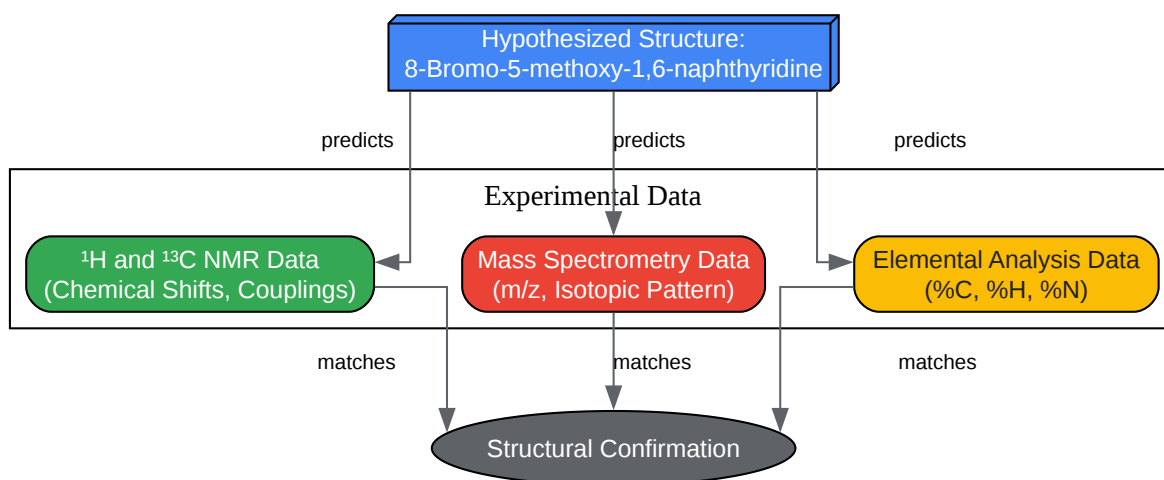 Hypothesized Structure:
8-Bromo-5-methoxy-1,6-naphthyridine
predicts
predicts
predicts
Experimental Data
¹H and ¹³C NMR Data
(Chemical Shifts, Couplings)
Mass Spectrometry Data
(m/z, Isotopic Pattern)
Elemental Analysis Data
(%C, %H, %N)
matches
matches
matches
Structural Confirmation